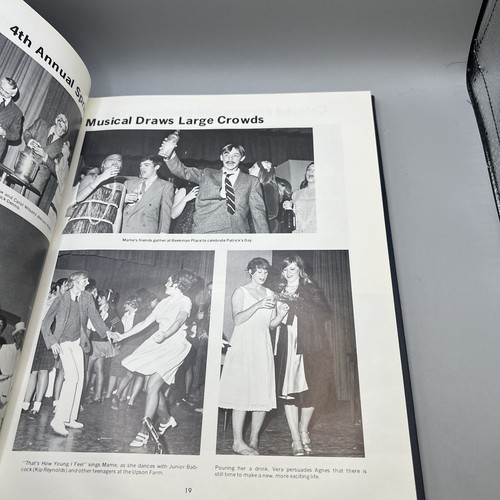 4th Annual Sp
Musical Draws Large Crowds
Mame's friends gather at Beekman Place to celebrate Patrick's Day.
"That's How Young I Feel" sings Mame, as she dances with Junior Bab-
cock (Kip Reynolds) and other teenagers at the Upson Farm.
Pouring her a drink, Vera persuades Agnes that there is
still time to make a new, more exciting life.
19